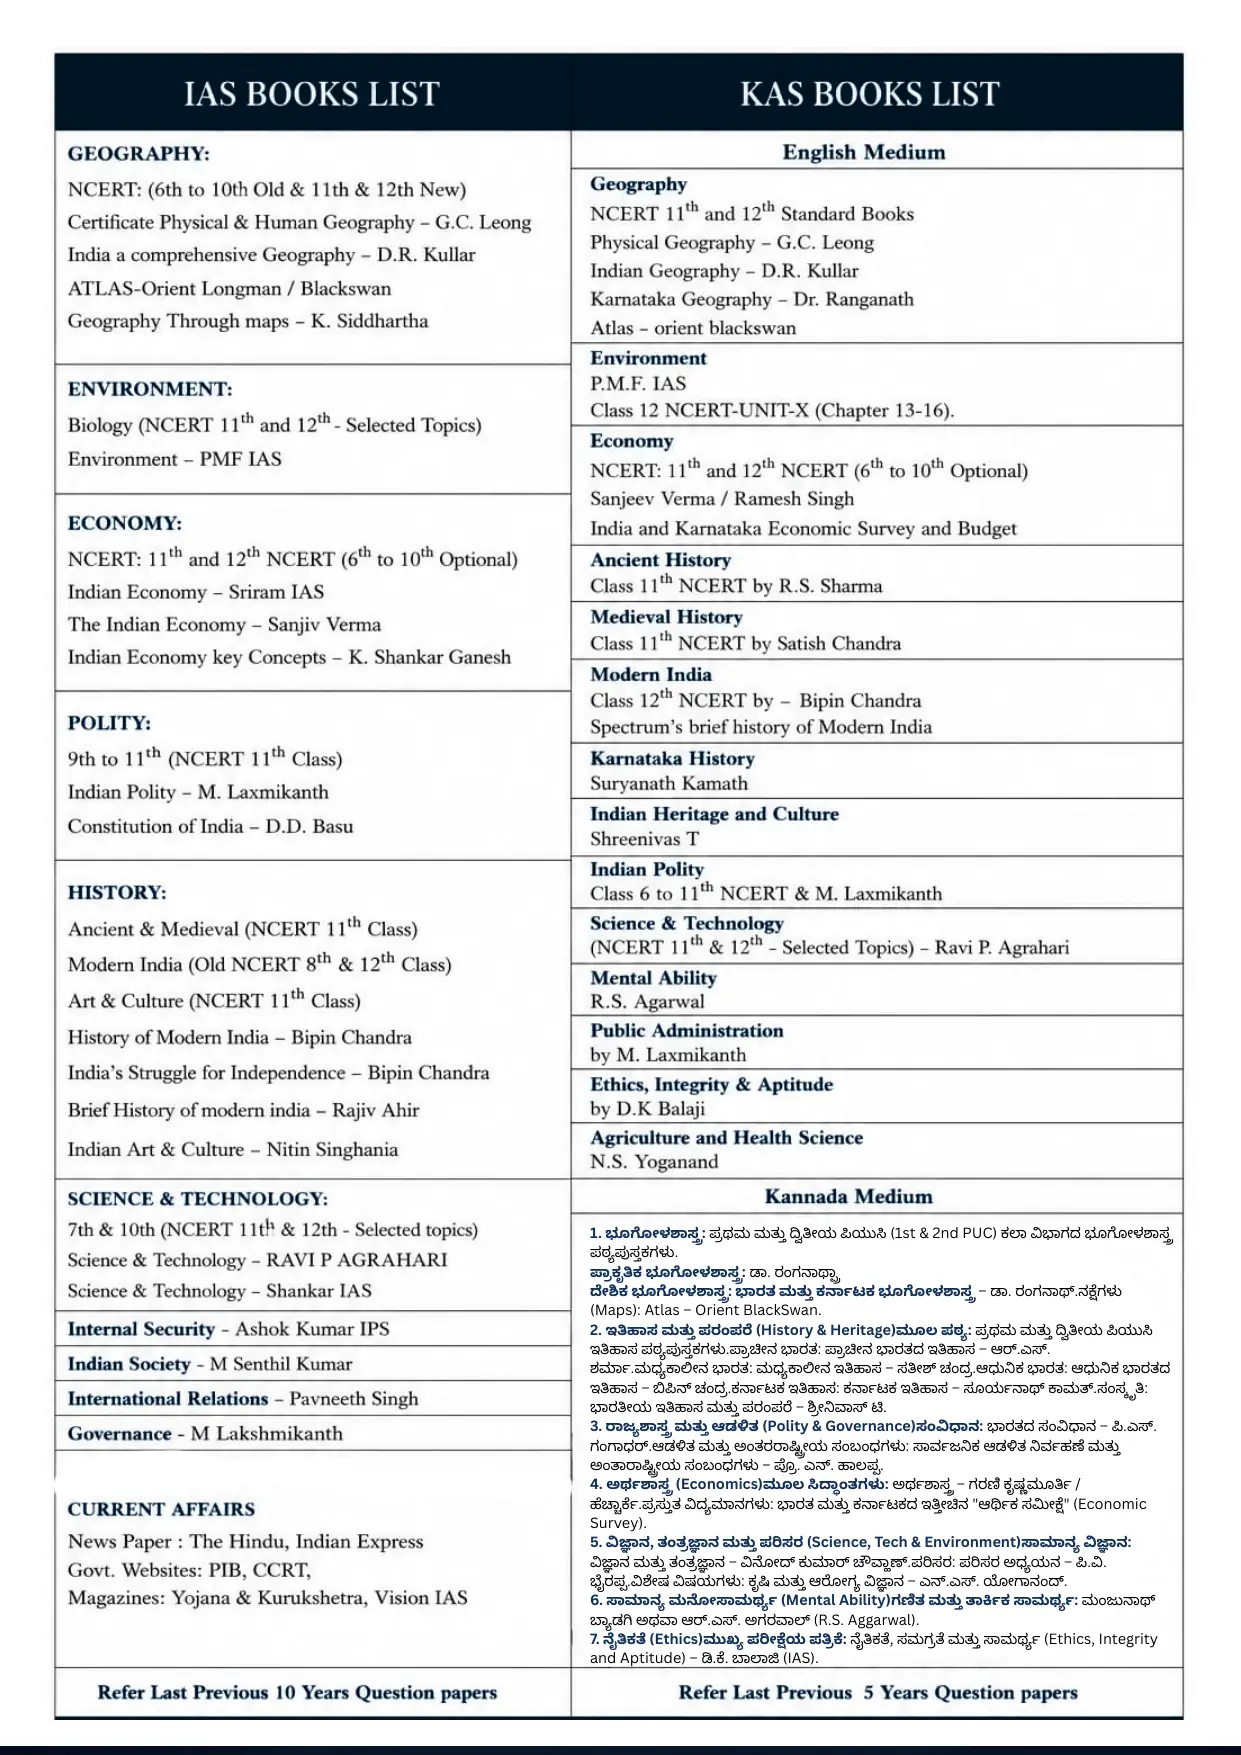 IAS BOOKS LIST
GEOGRAPHY:
NCERT: (6th to 10th Old & 11th & 12th New)
Certificate Physical & Human Geography – G.C. Leong
India a comprehensive Geography – D.R. Kullar
ATLAS-Orient Longman / Blackswan
Geography Through maps – K. Siddhartha
ENVIRONMENT:
Biology (NCERT 11th and 12th - Selected Topics)
Environment – PMF IAS
ECONOMY:
NCERT: 11th and 12th NCERT (6th to 10th Optional)
Indian Economy – Sriram IAS
The Indian Economy – Sanjiv Verma
Indian Economy key Concepts – K. Shankar Ganesh
POLITY:
9th to 11th (NCERT 11th Class)
Indian Polity – M. Laxmikanth
Constitution of India – D.D. Basu
HISTORY:
Ancient & Medieval (NCERT 11th Class)
Modern India (Old NCERT 8th & 12th Class)
Art & Culture (NCERT 11th Class)
History of Modern India – Bipin Chandra
India's Struggle for Independence – Bipin Chandra
Brief History of modern india – Rajiv Ahir
Indian Art & Culture – Nitin Singhania
SCIENCE & TECHNOLOGY:
7th & 10th (NCERT 11th & 12th - Selected topics)
Science & Technology - RAVI P AGRAHARI
Science & Technology - Shankar IAS
Internal Security - Ashok Kumar IPS
Indian Society - M Senthil Kumar
International Relations - Pavneeth Singh
Governance - M Lakshmikanth
CURRENT AFFAIRS
News Paper : The Hindu, Indian Express
Govt. Websites: PIB, CCRT,
Magazines: Yojana & Kurukshetra, Vision IAS
Refer Last Previous 10 Years Question papers
KAS BOOKS LIST
English Medium
Geography
NCERT 11th and 12th Standard Books
Physical Geography – G.C. Leong
Indian Geography – D.R. Kullar
Karnataka Geography – Dr. Ranganath
Atlas – orient blackswan
Environment
P.M.F. IAS
Class 12 NCERT-UNIT-X (Chapter 13-16).
Economy
NCERT: 11th and 12th NCERT (6th to 10th Optional)
Sanjeev Verma / Ramesh Singh
India and Karnataka Economic Survey and Budget
Ancient History
Class 11th NCERT by R.S. Sharma
Medieval History
Class 11th NCERT by Satish Chandra
Modern India
Class 12th NCERT by – Bipin Chandra
Spectrum's brief history of Modern India
Karnataka History
Suryanath Kamath
Indian Heritage and Culture
Shreenivas T
Indian Polity
Class 6 to 11th NCERT & M. Laxmikanth
Science & Technology
(NCERT 11th & 12th - Selected Topics) – Ravi P. Agrahari
Mental Ability
R.S. Agarwal
Public Administration
by M. Laxmikanth
Ethics, Integrity & Aptitude
by D.K Balaji
Agriculture and Health Science
N.S. Yoganand
Kannada Medium
1. ಭೂಗೋಳಶಾಸ್ತ್ರ: ಪ್ರಥಮ ಮತ್ತು ದ್ವಿತೀಯ ಪಿಯುಸಿ (1st & 2nd PUC) ಕಲಾ ವಿಭಾಗದ ಭೂಗೋಳಶಾಸ್ತ್ರ
ಪಠ್ಯಪುಸ್ತಕಗಳು.
ಪ್ರಾಕೃತಿಕ ಭೂಗೋಳಶಾಸ್ತ್ರ: ಡಾ.
ದೇಶಿಕ ಭೂಗೋಳಶಾಸ್ತ್ರ: ಭಾರತ ಮತ್ತು ಕರ್ನಾಟಕ ಭೂಗೋಳಶಾಸ್ತ್ರ – ಡಾ. ರಂಗನಾಥ್.ನಕ್ಷೆಗಳು
(Maps): Atlas – Orient BlackSwan.
2. ಇತಿಹಾಸ ಮತ್ತು ಪರಂಪರೆ (History & Heritage)ಮೂಲ ಪಠ್ಯ: ಪ್ರಥಮ ಮತ್ತು ದ್ವಿತೀಯ ಪಿಯುಸಿ
ಇತಿಹಾಸ ಪಠ್ಯಪುಸ್ತಕಗಳು.ಪ್ರಾಚೀನ ಭಾರತ: ಪ್ರಾಚೀನ ಭಾರತದ ಇತಿಹಾಸ – ಆರ್.ಎಸ್.
ಶರ್ಮಾ.ಮಧ್ಯಕಾಲೀನ ಭಾರತ: ಮಧ್ಯಕಾಲೀನ ಇತಿಹಾಸ – ಸತೀಶ್ ಚಂದ್ರ.ಆಧುನಿಕ ಭಾರತ: ಆಧುನಿಕ ಭಾರತದ
ಇತಿಹಾಸ – ಬಿಪಿನ್ ಚಂದ್ರ.ಕರ್ನಾಟಕ ಇತಿಹಾಸ: ಕರ್ನಾಟಕ ಇತಿಹಾಸ – ಸೂರ್ಯನಾಥ್ ಕಾಮತ್.ಸಂಸ್ಕೃತಿ:
ಭಾರತೀಯ ಇತಿಹಾಸ ಮತ್ತು ಪರಂಪರೆ – ಶ್ರೀನಿವಾಸ್ ಟಿ.
3. ರಾಜ್ಯಶಾಸ್ತ್ರ ಮತ್ತು ಆಡಳಿತ (Polity & Governance)ಸಂವಿಧಾನ: ಭಾರತದ ಸಂವಿಧಾನ – ಪಿ.ಎಸ್.
ಗಂಗಾಧರ್.ಆಡಳಿತ ಮತ್ತು ಅಂತರರಾಷ್ಟ್ರೀಯ ಸಂಬಂಧಗಳು: ಸಾರ್ವಜನಿಕ ಆಡಳಿತ ನಿರ್ವಹಣೆ ಮತ್ತು
ಅಂತಾರಾಷ್ಟ್ರೀಯ ಸಂಬಂಧಗಳು – ಪ್ರೊ. ಎನ್. ಹಾಲಪ್ಪ.
4. ಅರ್ಥಶಾಸ್ತ್ರ (Economics)ಮೂಲ ಸಿದ್ಧಾಂತಗಳು: ಅರ್ಥಶಾಸ್ತ್ರ – ಗರಣಿ ಕೃಷ್ಣಮೂರ್ತಿ /
ಹೆಚ್ಚಾರ್ಕೆ.ಪ್ರಸ್ತುತ ವಿದ್ಯಮಾನಗಳು: ಭಾರತ ಮತ್ತು ಕರ್ನಾಟಕದ ಇತ್ತೀಚಿನ "ಆರ್ಥಿಕ ಸಮೀಕ್ಷೆ" (Economic
Survey).
5. ವಿಜ್ಞಾನ, ತಂತ್ರಜ್ಞಾನ ಮತ್ತು ಪರಿಸರ (Science, Tech & Environment)ಸಾಮಾನ್ಯ ವಿಜ್ಞಾನ:
ವಿಜ್ಞಾನ ಮತ್ತು ತಂತ್ರಜ್ಞಾನ – ವಿನೋದ್ ಕುಮಾರ್ ಚೌವ್ಹಾಣ್.ಪರಿಸರ: ಪರಿಸರ ಅಧ್ಯಯನ – ಪಿ.ವಿ.
ಭೈರಪ್ಪ.ವಿಶೇಷ ವಿಷಯಗಳು: ಕೃಷಿ ಮತ್ತು ಆರೋಗ್ಯ ವಿಜ್ಞಾನ – ಎನ್.ಎಸ್. ಯೋಗಾನಂದ್.
6. ಸಾಮಾನ್ಯ ಮನೋಸಾಮರ್ಥ್ಯ (Mental Ability)ಗಣಿತ ಮತ್ತು ತಾರ್ಕಿಕ ಸಾಮರ್ಥ್ಯ: ಮಂಜುನಾಥ್
ಬ್ಯಾಡಗಿ ಅಥವಾ ಆರ್.ಎಸ್. ಅಗರವಾಲ್ (R.S. Aggarwal).
7. ನೈತಿಕತೆ (Ethics)ಮುಖ್ಯ ಪರೀಕ್ಷೆಯ ಪತ್ರಿಕೆ: ನೈತಿಕತೆ, ಸಮಗ್ರತೆ ಮತ್ತು ಸಾಮರ್ಥ್ಯ (Ethics, Integrity
and Aptitude) – ಡಿ.ಕೆ. ಬಾಲಾಜಿ (IAS).
Refer Last Previous 5 Years Question papers